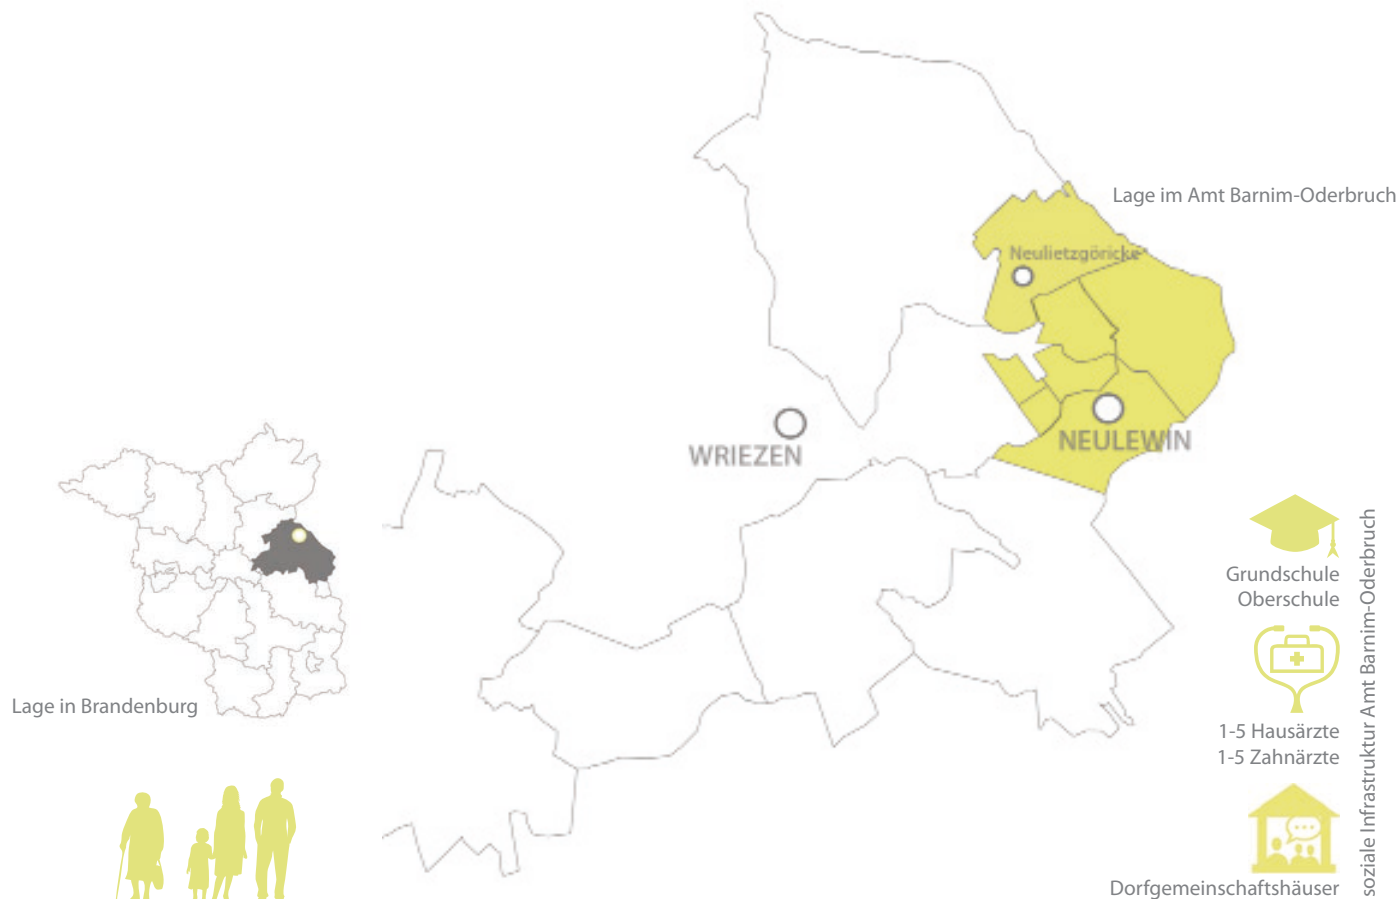 Lage im Amt Barnim-Oderbruch
Neulietzgöricke
WRIEZEN
NEULEWIN
Lage in Brandenburg
Grundschule
Oberschule
1-5 Hausärzte
1-5 Zahnärzte
Dorfgemeinschaftshäuser
soziale Infrastruktur Amt Barnim-Oderbruch